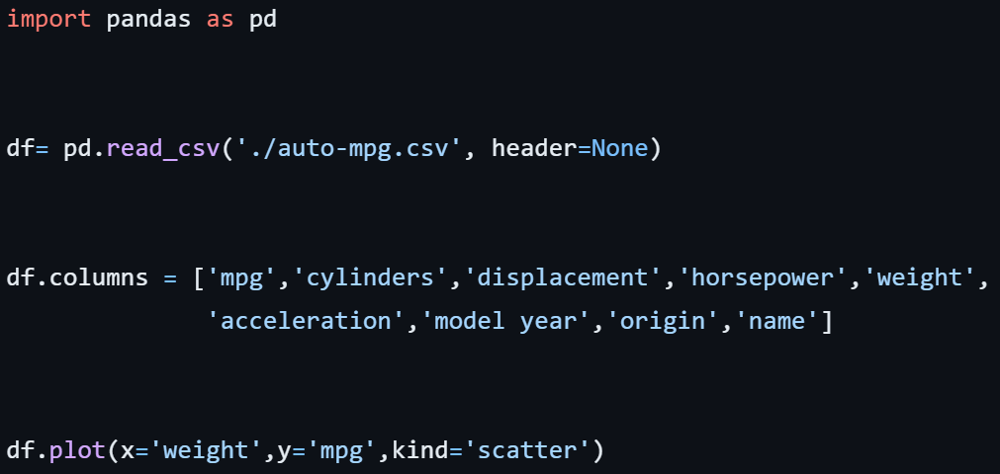 import pandas as pd
df= pd.read_csv('./auto-mpg.csv', header=None)
df.columns = ['mpg','cylinders','displacement','horsepower','weight',
'acceleration','model year','origin','name']
df.plot(x='weight',y='mpg',kind='scatter')